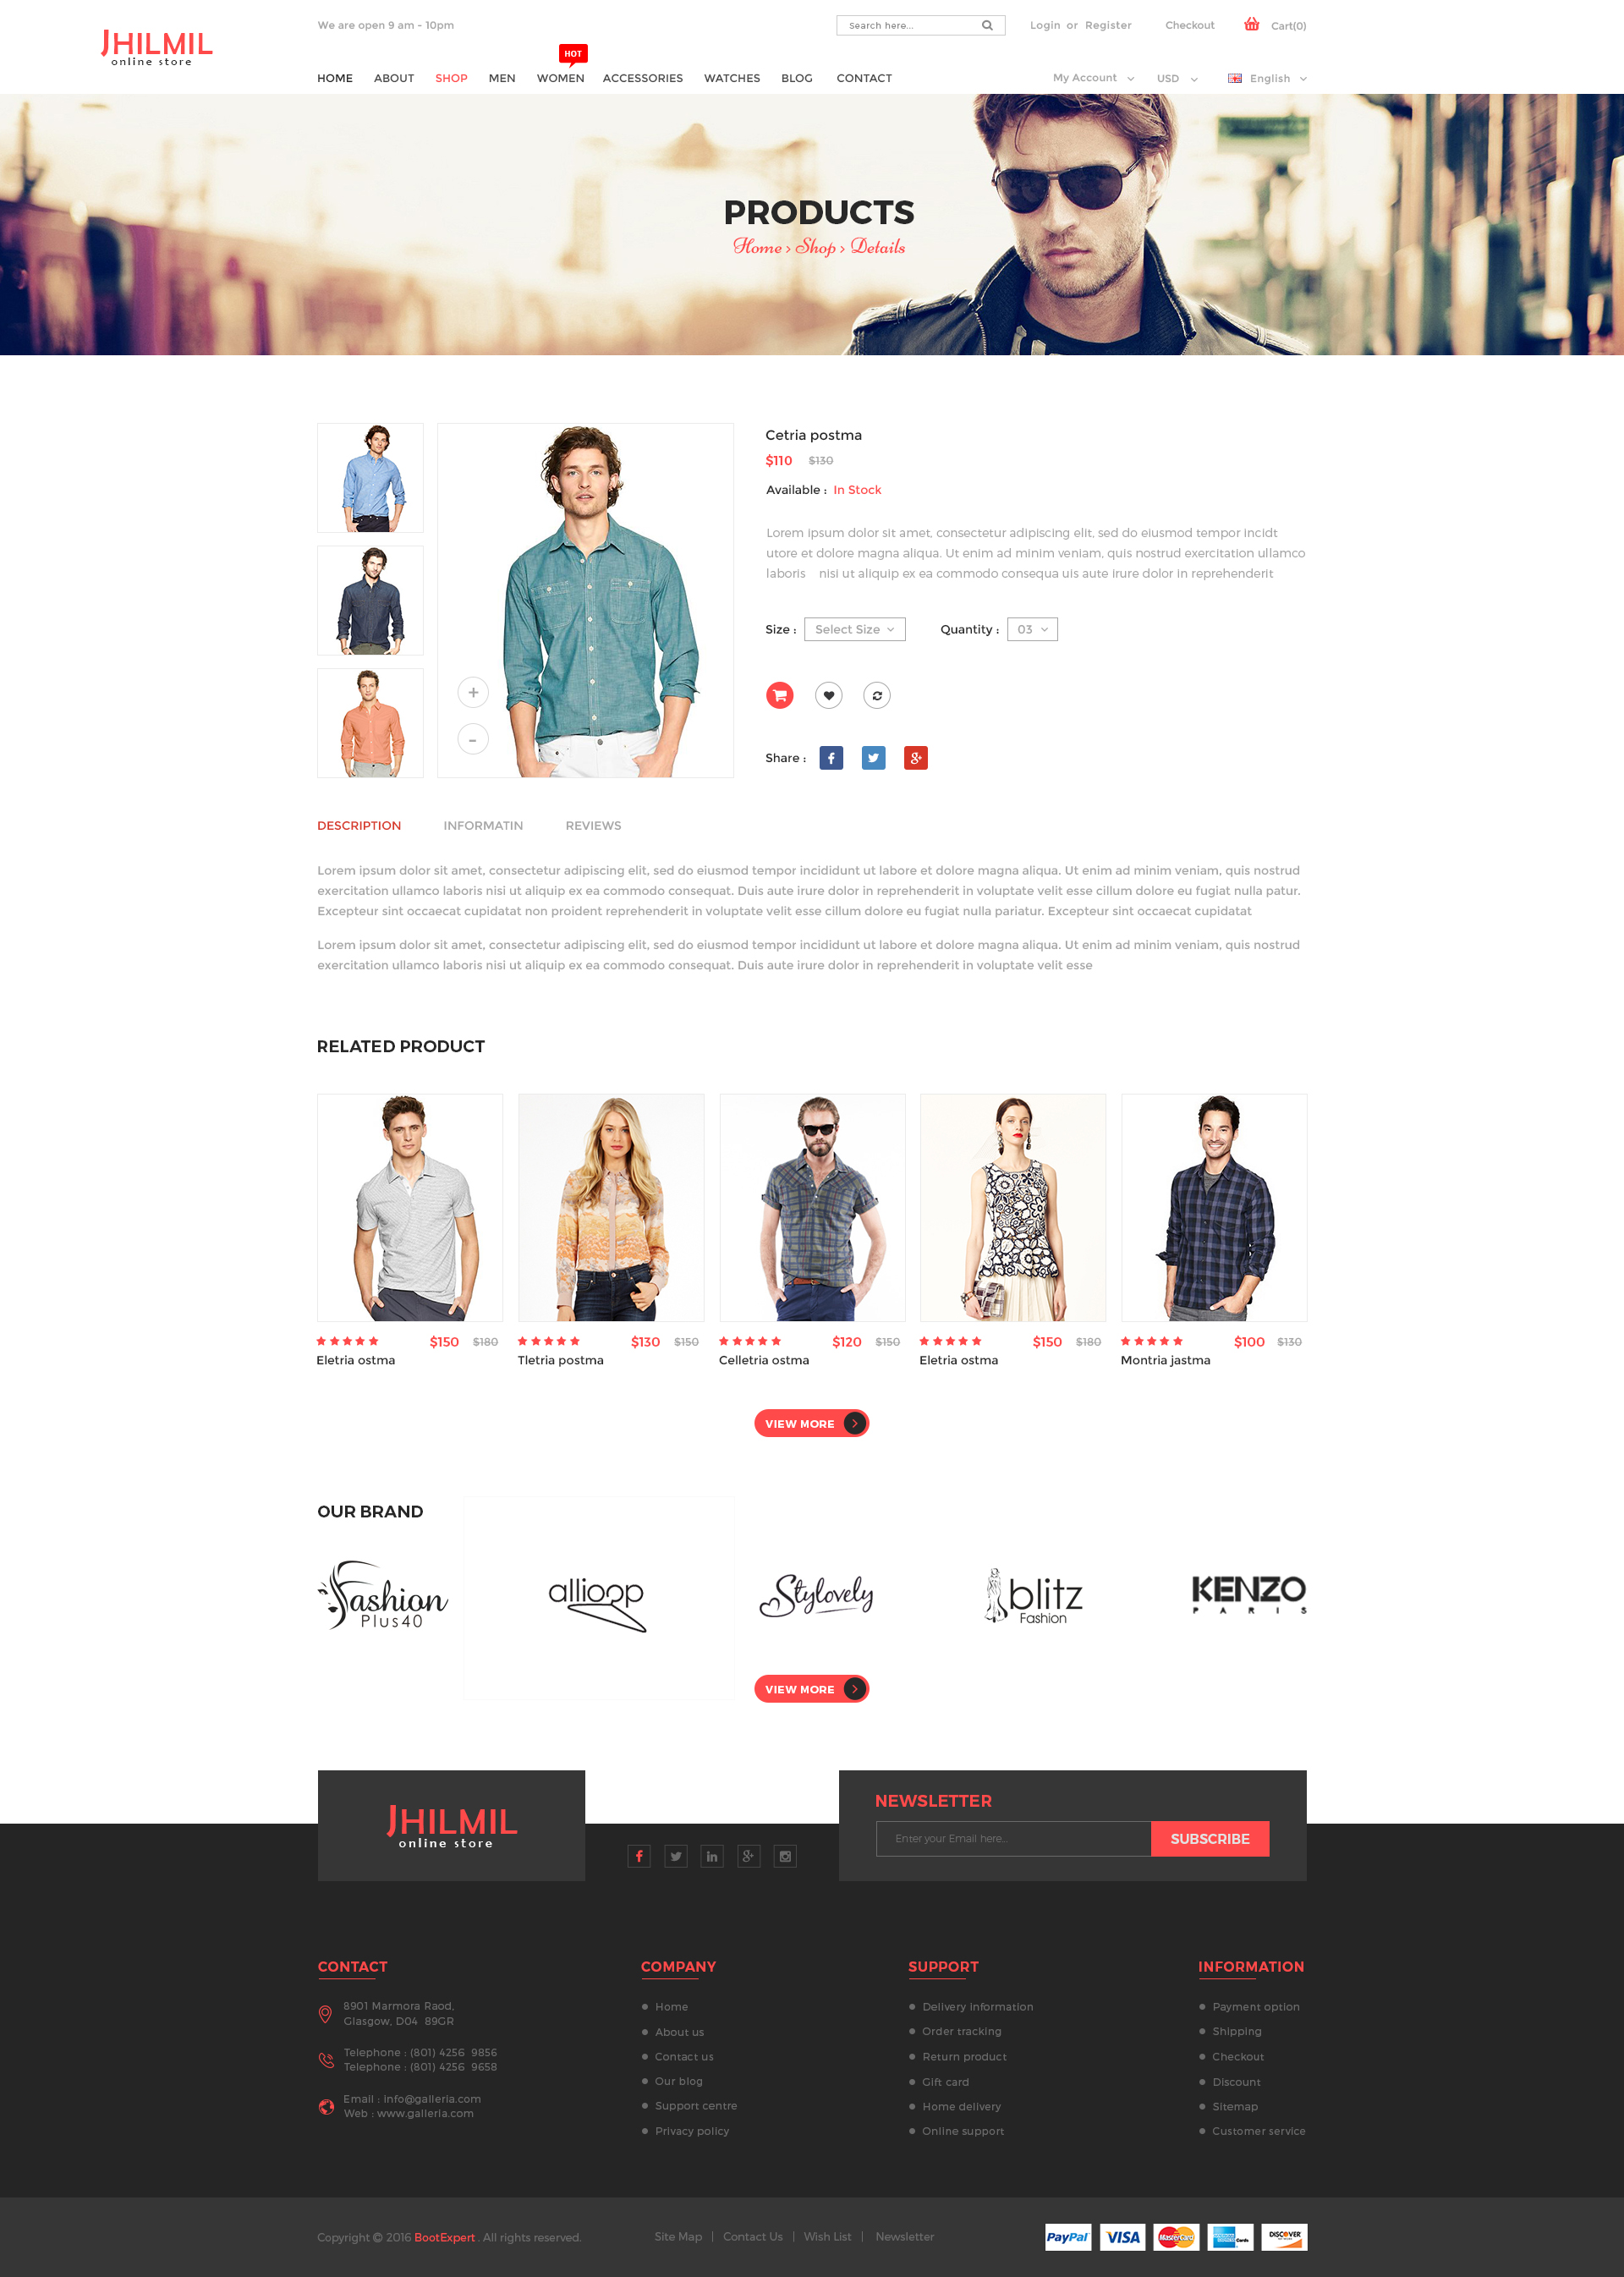 We are open 9 am - 10pm
Search here...
Login or Register
Checkout
Cart(0)
JHILMIL
online store
HOT
HOME ABOUT SHOP MEN WOMEN ACCESSORIES WATCHES BLOG CONTACT
My Account USD English
PRODUCTS
Home > Shop > Details
Cetria postma
$110 $130
Available : In Stock
Lorem ipsum dolor sit amet, consectetur adipiscing elit, sed do eiusmod tempor incidt
utore et dolore magna aliqua. Ut enim ad minim veniam, quis nostrud exercitation ullamco
laboris nisi ut aliquip ex ea commodo consequa uis aute irure dolor in reprehenderit
Size : Select Size Quantity : 03
+
-
Share :
DESCRIPTION INFORMATIN REVIEWS
Lorem ipsum dolor sit amet, consectetur adipiscing elit, sed do eiusmod tempor incididunt ut labore et dolore magna aliqua. Ut enim ad minim veniam, quis nostrud
exercitation ullamco laboris nisi ut aliquip ex ea commodo consequat. Duis aute irure dolor in reprehenderit in voluptate velit esse cillum dolore eu fugiat nulla patur.
Excepteur sint occaecat cupidatat non proident reprehenderit in voluptate velit esse cillum dolore eu fugiat nulla pariatur. Excepteur sint occaecat cupidatat
Lorem ipsum dolor sit amet, consectetur adipiscing elit, sed do eiusmod tempor incididunt ut labore et dolore magna aliqua. Ut enim ad minim veniam, quis nostrud
exercitation ullamco laboris nisi ut aliquip ex ea commodo consequat. Duis aute irure dolor in reprehenderit in voluptate velit esse
RELATED PRODUCT
$150 $180
Eletria ostma
$130 $150
Tletria postma
$120 $150
Celletria ostma
$150 $180
Eletria ostma
$100 $130
Montria jastma
VIEW MORE
OUR BRAND
Fashion
Plus40
allioop
Stylovely
blitz
Fashion
KENZO
PARIS
VIEW MORE
JHILMIL
online store
NEWSLETTER
Enter your Email here...
SUBSCRIBE
CONTACT
8901 Marmora Raod,
Glasgow, D04 89GR
Telephone : (801) 4256 9856
Telephone : (801) 4256 9658
Email : info@galleria.com
Web : www.galleria.com
COMPANY
Home
About us
Contact us
Our blog
Support centre
Privacy policy
SUPPORT
Delivery information
Order tracking
Return product
Gift card
Home delivery
Online support
INFORMATION
Payment option
Shipping
Checkout
Discount
Sitemap
Customer service
Copyright © 2016 BootExpert . All rights reserved.
Site Map | Contact Us | Wish List | Newsletter
PayPal
VISA
MasterCard
AMERICAN EXPRESS Cards
DISCOVER